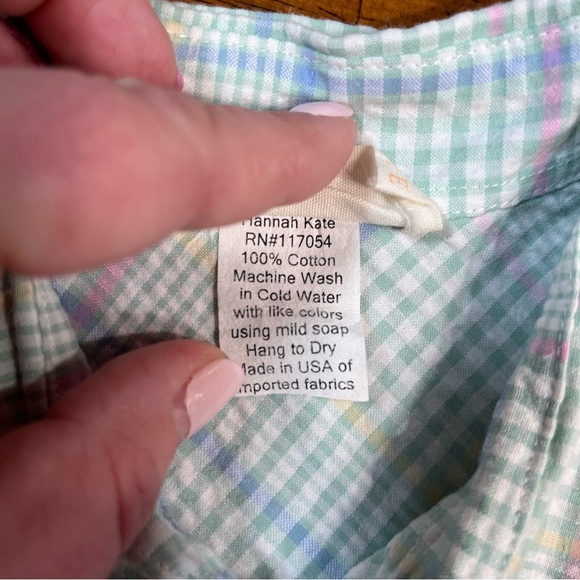 Hannah Kate
RN#117054
100% Cotton
Machine Wash
in Cold Water
with like colors
using mild soap
Hang to Dry
Made in USA of
imported fabrics